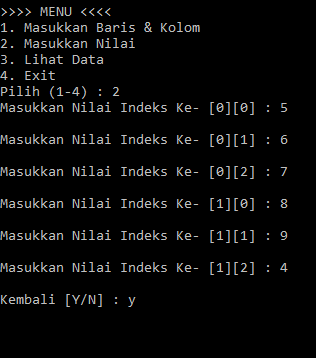 >>>> MENU <<<<
1. Masukkan Baris & Kolom
2. Masukkan Nilai
3. Lihat Data
4. Exit
Pilih (1-4) : 2
Masukkan Nilai Indeks Ke- [0][0] : 5
Masukkan Nilai Indeks Ke- [0][1] : 6
Masukkan Nilai Indeks Ke- [0][2] : 7
Masukkan Nilai Indeks Ke- [1][0] : 8
Masukkan Nilai Indeks Ke- [1][1] : 9
Masukkan Nilai Indeks Ke- [1][2] : 4
Kembali [Y/N] : y